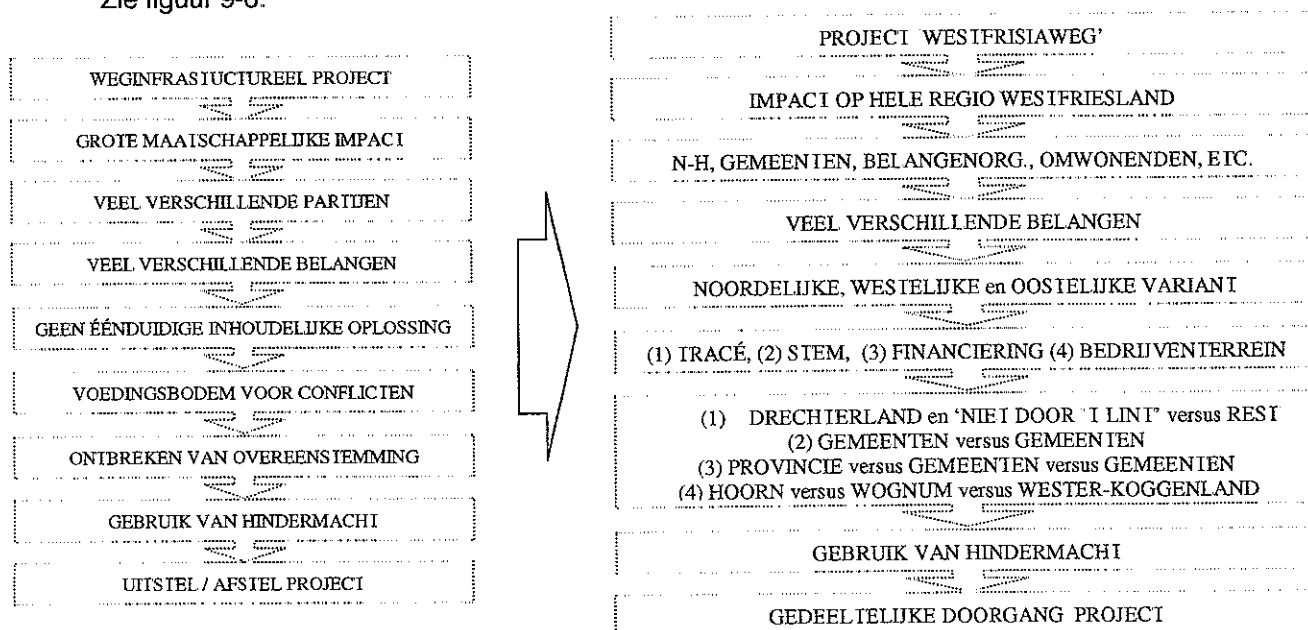 Zie figuur 9-6.
WEGINFRASTUCTUREEL PROJECT
GROTE MAATSCHAPPELIJKE IMPACT
VEEL VERSCHILLENDE PARTIJEN
VEEL VERSCHILLENDE BELANGEN
GEEN ÉÉNDUIDIGE INHOUDELIJKE OPLOSSING
VOEDINGSBODEM VOOR CONFLICTEN
ONTBREKEN VAN OVEREENSTEMMING
GEBRUIK VAN HINDERMACHT
UITSTEL / AFSTEL PROJECT
PROJECT 'WESTFRISIAWEG'
IMPACT OP HELE REGIO WESTFRIESLAND
N-H, GEMEENTEN, BELANGENORG., OMWONENDEN, ETC.
VEEL VERSCHILLENDE BELANGEN
NOORDELIJKE, WESTELIJKE en OOSTELIJKE VARIANT
(1) TRACÉ, (2) STEM, (3) FINANCIERING (4) BEDRIJVENTERREIN
(1) DRECHTERLAND en 'NIET DOOR 'T LINT' versus REST
(2) GEMEENTEN versus GEMEENTEN
(3) PROVINCIE versus GEMEENTEN versus GEMEENTEN
(4) HOORN versus WOGNUM versus WESTER-KOGGENLAND
GEBRUIK VAN HINDERMACHT
GEDEELTELIJKE DOORGANG PROJECT